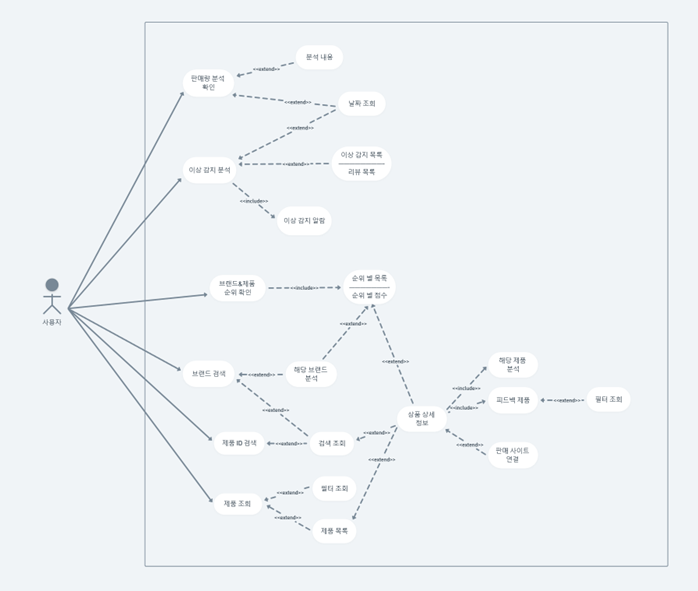 분석 내용
<<extend>>
판매량 분석
확인
<<extend>>
날짜 조회
<<extend>>
이상 감지 목록
이상 감지 분석
<<extend>>
리뷰 목록
<<include>>
이상 감지 알람
순위 별 목록
브랜드&제품
순위 확인
<<include>>
순위 별 점수
사용자
<<extend>>
해당 제품
분석
<<extend>>
브랜드 검색
<<extend>>
해당 브랜드
분석
<<include>>
피드백 제품
<<extend>>
필터 조회
<<include>>
<<extend>>
상품 상세
정보
<<extend>>
제품 ID 검색
<<extend>>
검색 조회
<<extend>>
판매 사이트
연결
<<extend>>
필터 조회
<<extend>>
제품 조회
<<extend>>
제품 목록